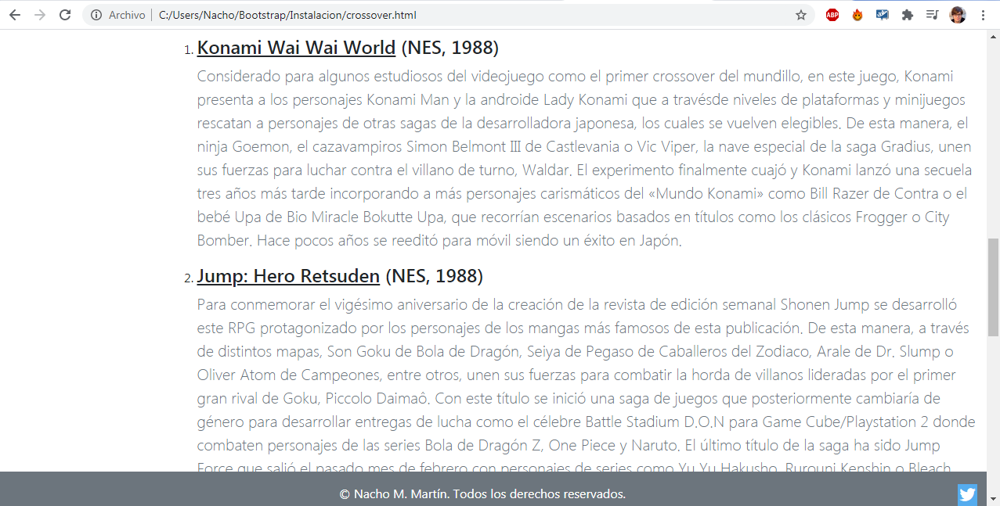 Archivo | C:/Users/Nacho/Bootstrap/Instalacion/crossover.html
ABP
1. Konami Wai Wai World (NES, 1988)
Considerado para algunos estudiosos del videojuego como el primer crossover del mundillo, en este juego, Konami
presenta a los personajes Konami Man y la androide Lady Konami que a travésde niveles de plataformas y minijuegos
rescatan a personajes de otras sagas de la desarrolladora japonesa, los cuales se vuelven elegibles. De esta manera, el
ninja Goemon, el cazavampiros Simon Belmont III de Castlevania o Vic Viper, la nave especial de la saga Gradius, unen
sus fuerzas para luchar contra el villano de turno, Waldar. El experimento finalmente cuajó y Konami lanzó una secuela
tres años más tarde incorporando a más personajes carismáticos del «Mundo Konami» como Bill Razer de Contra o el
bebé Upa de Bio Miracle Bokutte Upa, que recorrían escenarios basados en títulos como los clásicos Frogger o City
Bomber. Hace pocos años se reeditó para móvil siendo un éxito en Japón.
2. Jump: Hero Retsuden (NES, 1988)
Para conmemorar el vigésimo aniversario de la creación de la revista de edición semanal Shonen Jump se desarrolló
este RPG protagonizado por los personajes de los mangas más famosos de esta publicación. De esta manera, a través
de distintos mapas, Son Goku de Bola de Dragón, Seiya de Pegaso de Caballeros del Zodiaco, Arale de Dr. Slump o
Oliver Atom de Campeones, entre otros, unen sus fuerzas para combatir la horda de villanos lideradas por el primer
gran rival de Goku, Piccolo Daimaô. Con este título se inició una saga de juegos que posteriormente cambiaría de
género para desarrollar entregas de lucha como el célebre Battle Stadium D.O.N para Game Cube/Playstation 2 donde
combaten personajes de las series Bola de Dragón Z, One Piece y Naruto. El último título de la saga ha sido Jump
Force que salió el pasado mes de febrero con personajes de series como Yu Yu Hakusho, Rurouni Kenshin o Bleach.
© Nacho M. Martín. Todos los derechos reservados.